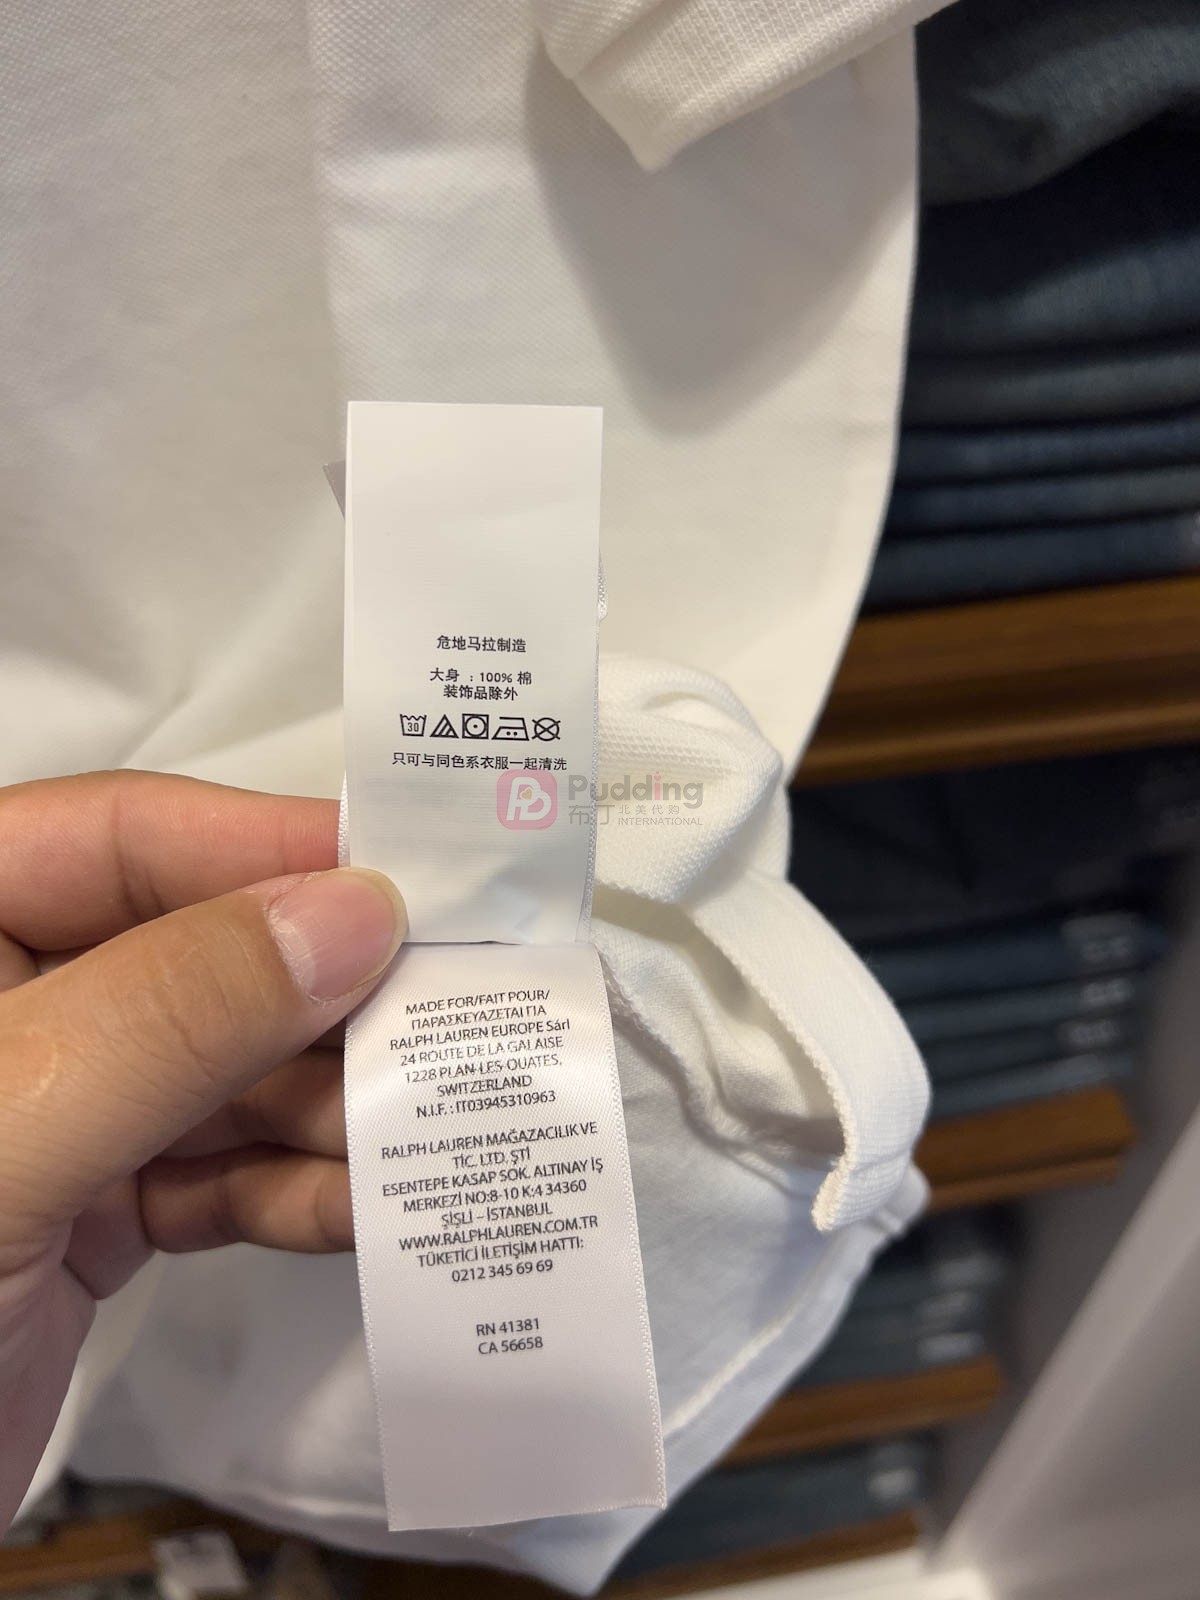 危地马拉制造
大身 : 100% 棉
装饰品除外
30
只可与同色系衣服一起清洗
Pudding
布丁 北美代购
INTERNATIONAL
MADE FOR/FAIT POUR/
ΠΑΡΑΣΚΕΥΑΖΕΤΑΙ ΓΙΑ
RALPH LAUREN EUROPE Sárl
24 ROUTE DE LA GALAISE
1228 PLAN-LES-OUATES,
SWITZERLAND
N.I.F. : IT03945310963
RALPH LAUREN MAĞAZACILIK VE
TİC. LTD. ŞTİ
ESENTEPE KASAP SOK. ALTINAY İŞ
MERKEZİ NO:8-10 K:4 34360
ŞİŞLİ – İSTANBUL
WWW.RALPHLAUREN.COM.TR
TÜKETİCİ İLETİŞİM HATTI:
0212 345 69 69
RN 41381
CA 56658